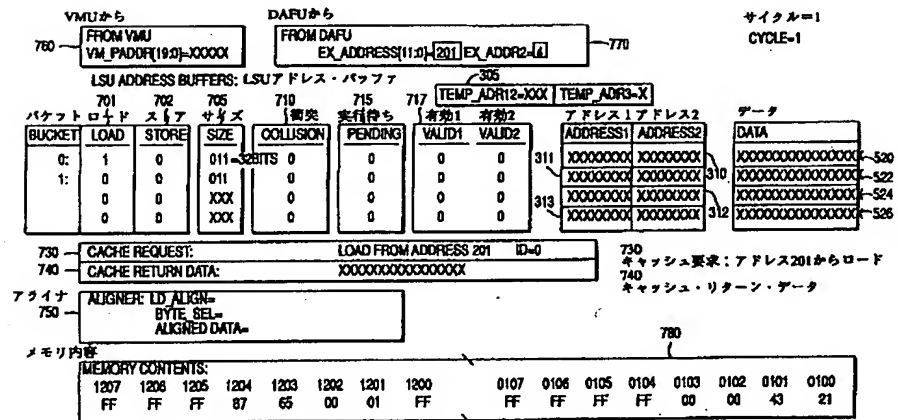 VMUから DAFUから サイクル=1
760 FROM VMU FROM DAFU 770 CYCLE=1
VM_PADDR[19:0]=XXXXX EX_ADDRESS[11:0]=201 EX_ADDR2=4
LSU ADDRESS BUFFERS: LSUアドレス・バッファ 305
TEMP_ADR12=XXX TEMP_ADR3=X
701 702 705 710 715 717
バケット ロード ストア サイズ 衝突 実行待ち 有効1 有効2 アドレス1 アドレス2 データ
BUCKET LOAD STORE SIZE COLLISION PENDING VALID1 VALID2 ADDRESS1 ADDRESS2 DATA
0: 1 0 011=32BITS 0 0 0 0 311 XXXXXXXX XXXXXXXX XXXXXXXXXXXXXXXX 520
1: 0 0 011 0 0 0 0 XXXXXXXX XXXXXXXX 310 XXXXXXXXXXXXXXXX 522
0 0 XXX 0 0 0 0 313 XXXXXXXX XXXXXXXX XXXXXXXXXXXXXXXX 524
0 0 XXX 0 0 0 0 XXXXXXXX XXXXXXXX 312 XXXXXXXXXXXXXXXX 526
730 CACHE REQUEST: LOAD FROM ADDRESS 201 ID=0
740 CACHE RETURN DATA: XXXXXXXXXXXXXXXX
730
キャッシュ要求:アドレス201からロード
740
キャッシュ・リターン・データ
アライナ
750 ALIGNER: LD_ALIGN=
BYTE_SEL=
ALIGNED DATA=
メモリ内容 780
MEMORY CONTENTS:
1207 1206 1205 1204 1203 1202 1201 1200 0107 0106 0105 0104 0103 0102 0101 0100
FF FF FF 87 65 00 01 FF FF FF FF FF 00 00 43 21